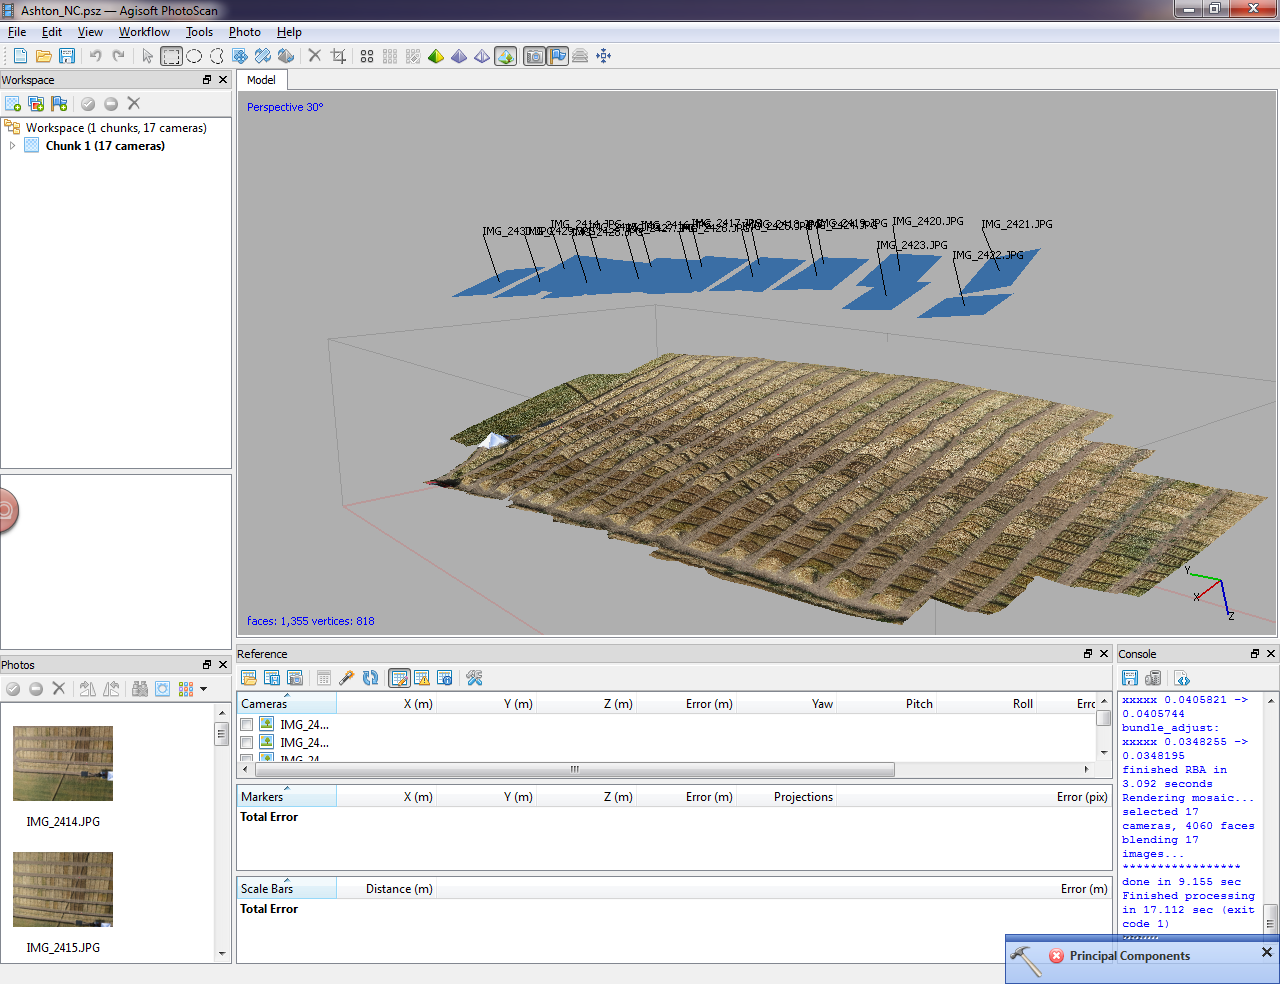 Ashton_NC.psz — Agisoft PhotoScan
File Edit View Workflow Tools Photo Help
Workspace
Workspace (1 chunks, 17 cameras)
Chunk 1 (17 cameras)
Model
Perspective 30°
IMG_2420.JPG
IMG_2421.JPG
IMG_2423.JPG
IMG_2422.JPG
Y
X
Z
faces: 1,355 vertices: 818
Photos
IMG_2414.JPG
IMG_2415.JPG
Reference
Cameras X (m) Y (m) Z (m) Error (m) Yaw Pitch Roll Errc
IMG_24...
IMG_24...
IMG_24...
Markers X (m) Y (m) Z (m) Error (m) Projections Error (pix)
Total Error
Scale Bars Distance (m) Error (m)
Total Error
Console
xxxxx 0.0405821 ->
0.0405744
bundle_adjust:
xxxxx 0.0348255 ->
0.0348195
finished RBA in
3.092 seconds
Rendering mosaic...
selected 17
cameras, 4060 faces
blending 17
images...
*****************
done in 9.155 sec
Finished processing
in 17.112 sec (exit
code 1)
Principal Components